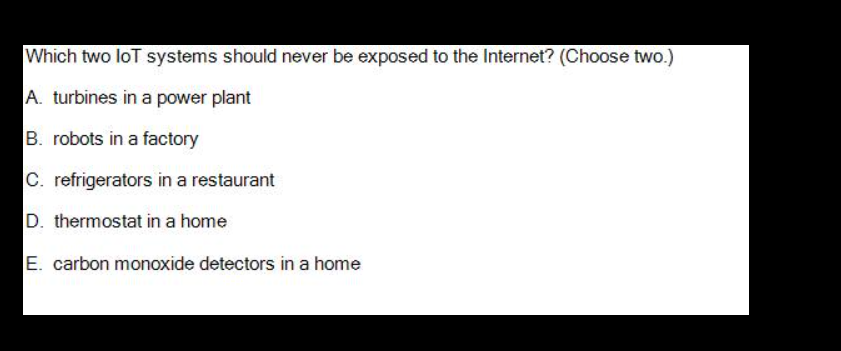 Which two IoT systems should never be exposed to the Internet? (Choose two.)
A. turbines in a power plant
B. robots in a factory
C. refrigerators in a restaurant
D. thermostat in a home
E. carbon monoxide detectors in a home